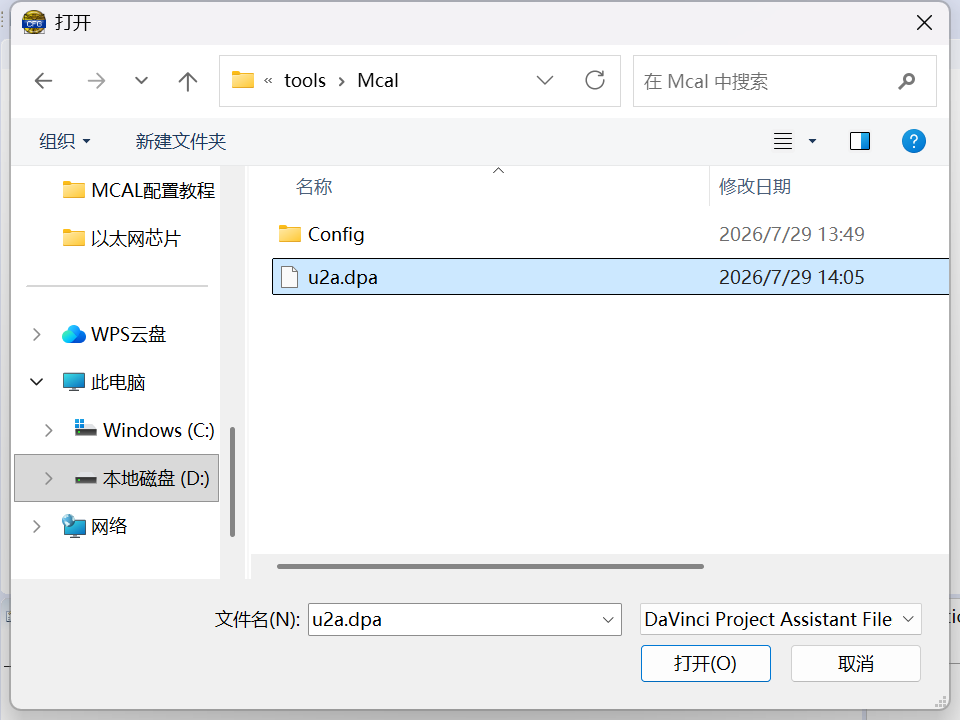 CFG 打开
« tools › Mcal
在 Mcal 中搜索
组织
新建文件夹
?
MCAL配置教程
以太网芯片
WPS云盘
此电脑
Windows (C:)
本地磁盘 (D:)
网络
名称 修改日期
Config 2026/7/29 13:49
u2a.dpa 2026/7/29 14:05
文件名(N): u2a.dpa DaVinci Project Assistant File
打开(O) 取消